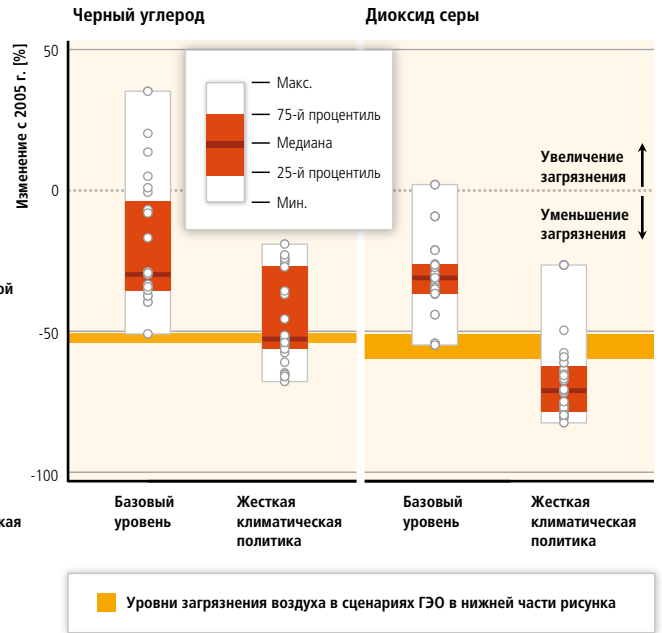 Черный углерод
Диоксид серы
Изменение с 2005 г. [%]
50
0
-50
-100
Макс.
75-й процентиль
Медиана
25-й процентиль
Мин.
Увеличение
загрязнения
Уменьшение
загрязнения
ой
кая
Базовый
уровень
Жесткая
климатическая
политика
Базовый
уровень
Жесткая
климатическая
политика
Уровни загрязнения воздуха в сценариях ГЭО в нижней части рисунка